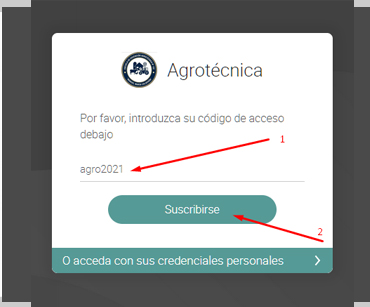 Agrotécnica
Por favor, introduzca su código de acceso
debajo
1
agro2021
Suscribirse
2
O acceda con sus credenciales personales